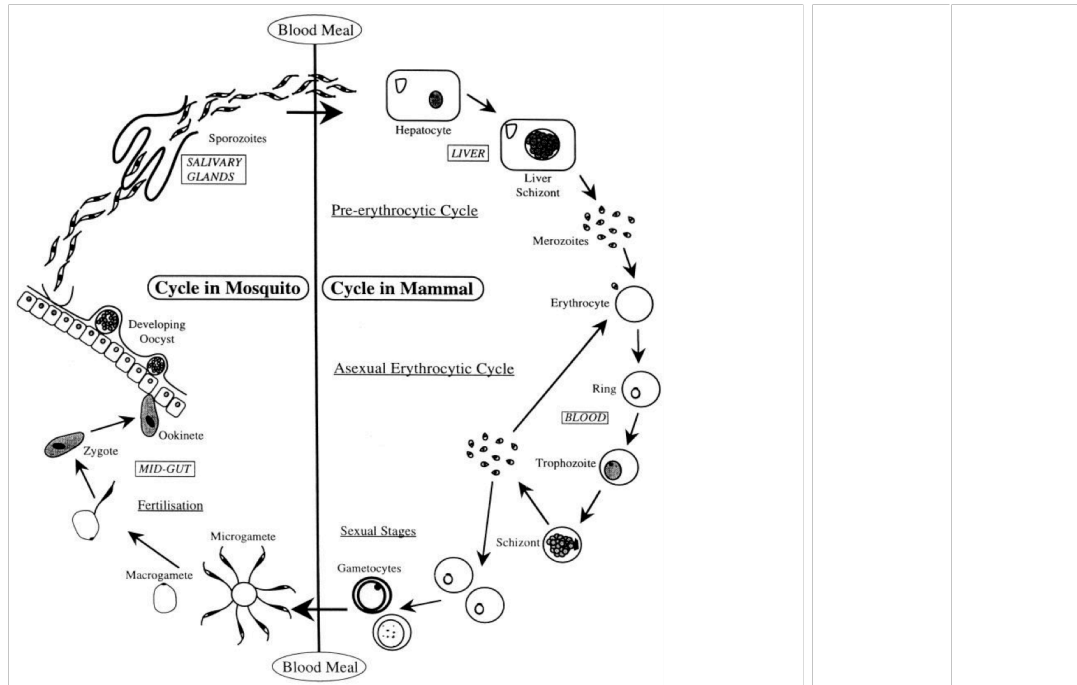 Blood Meal
Hepatocyte
Sporozoites
LIVER
SALIVARY
GLANDS
Liver
Schizont
Pre-erythrocytic Cycle
Merozoites
Cycle in Mosquito
Cycle in Mammal
Erythrocyte
Developing
Oocyst
Asexual Erythrocytic Cycle
Ring
BLOOD
Ookinete
Zygote
Trophozoite
MID-GUT
Fertilisation
Sexual Stages
Schizont
Microgamete
Gametocytes
Macrogamete
Blood Meal